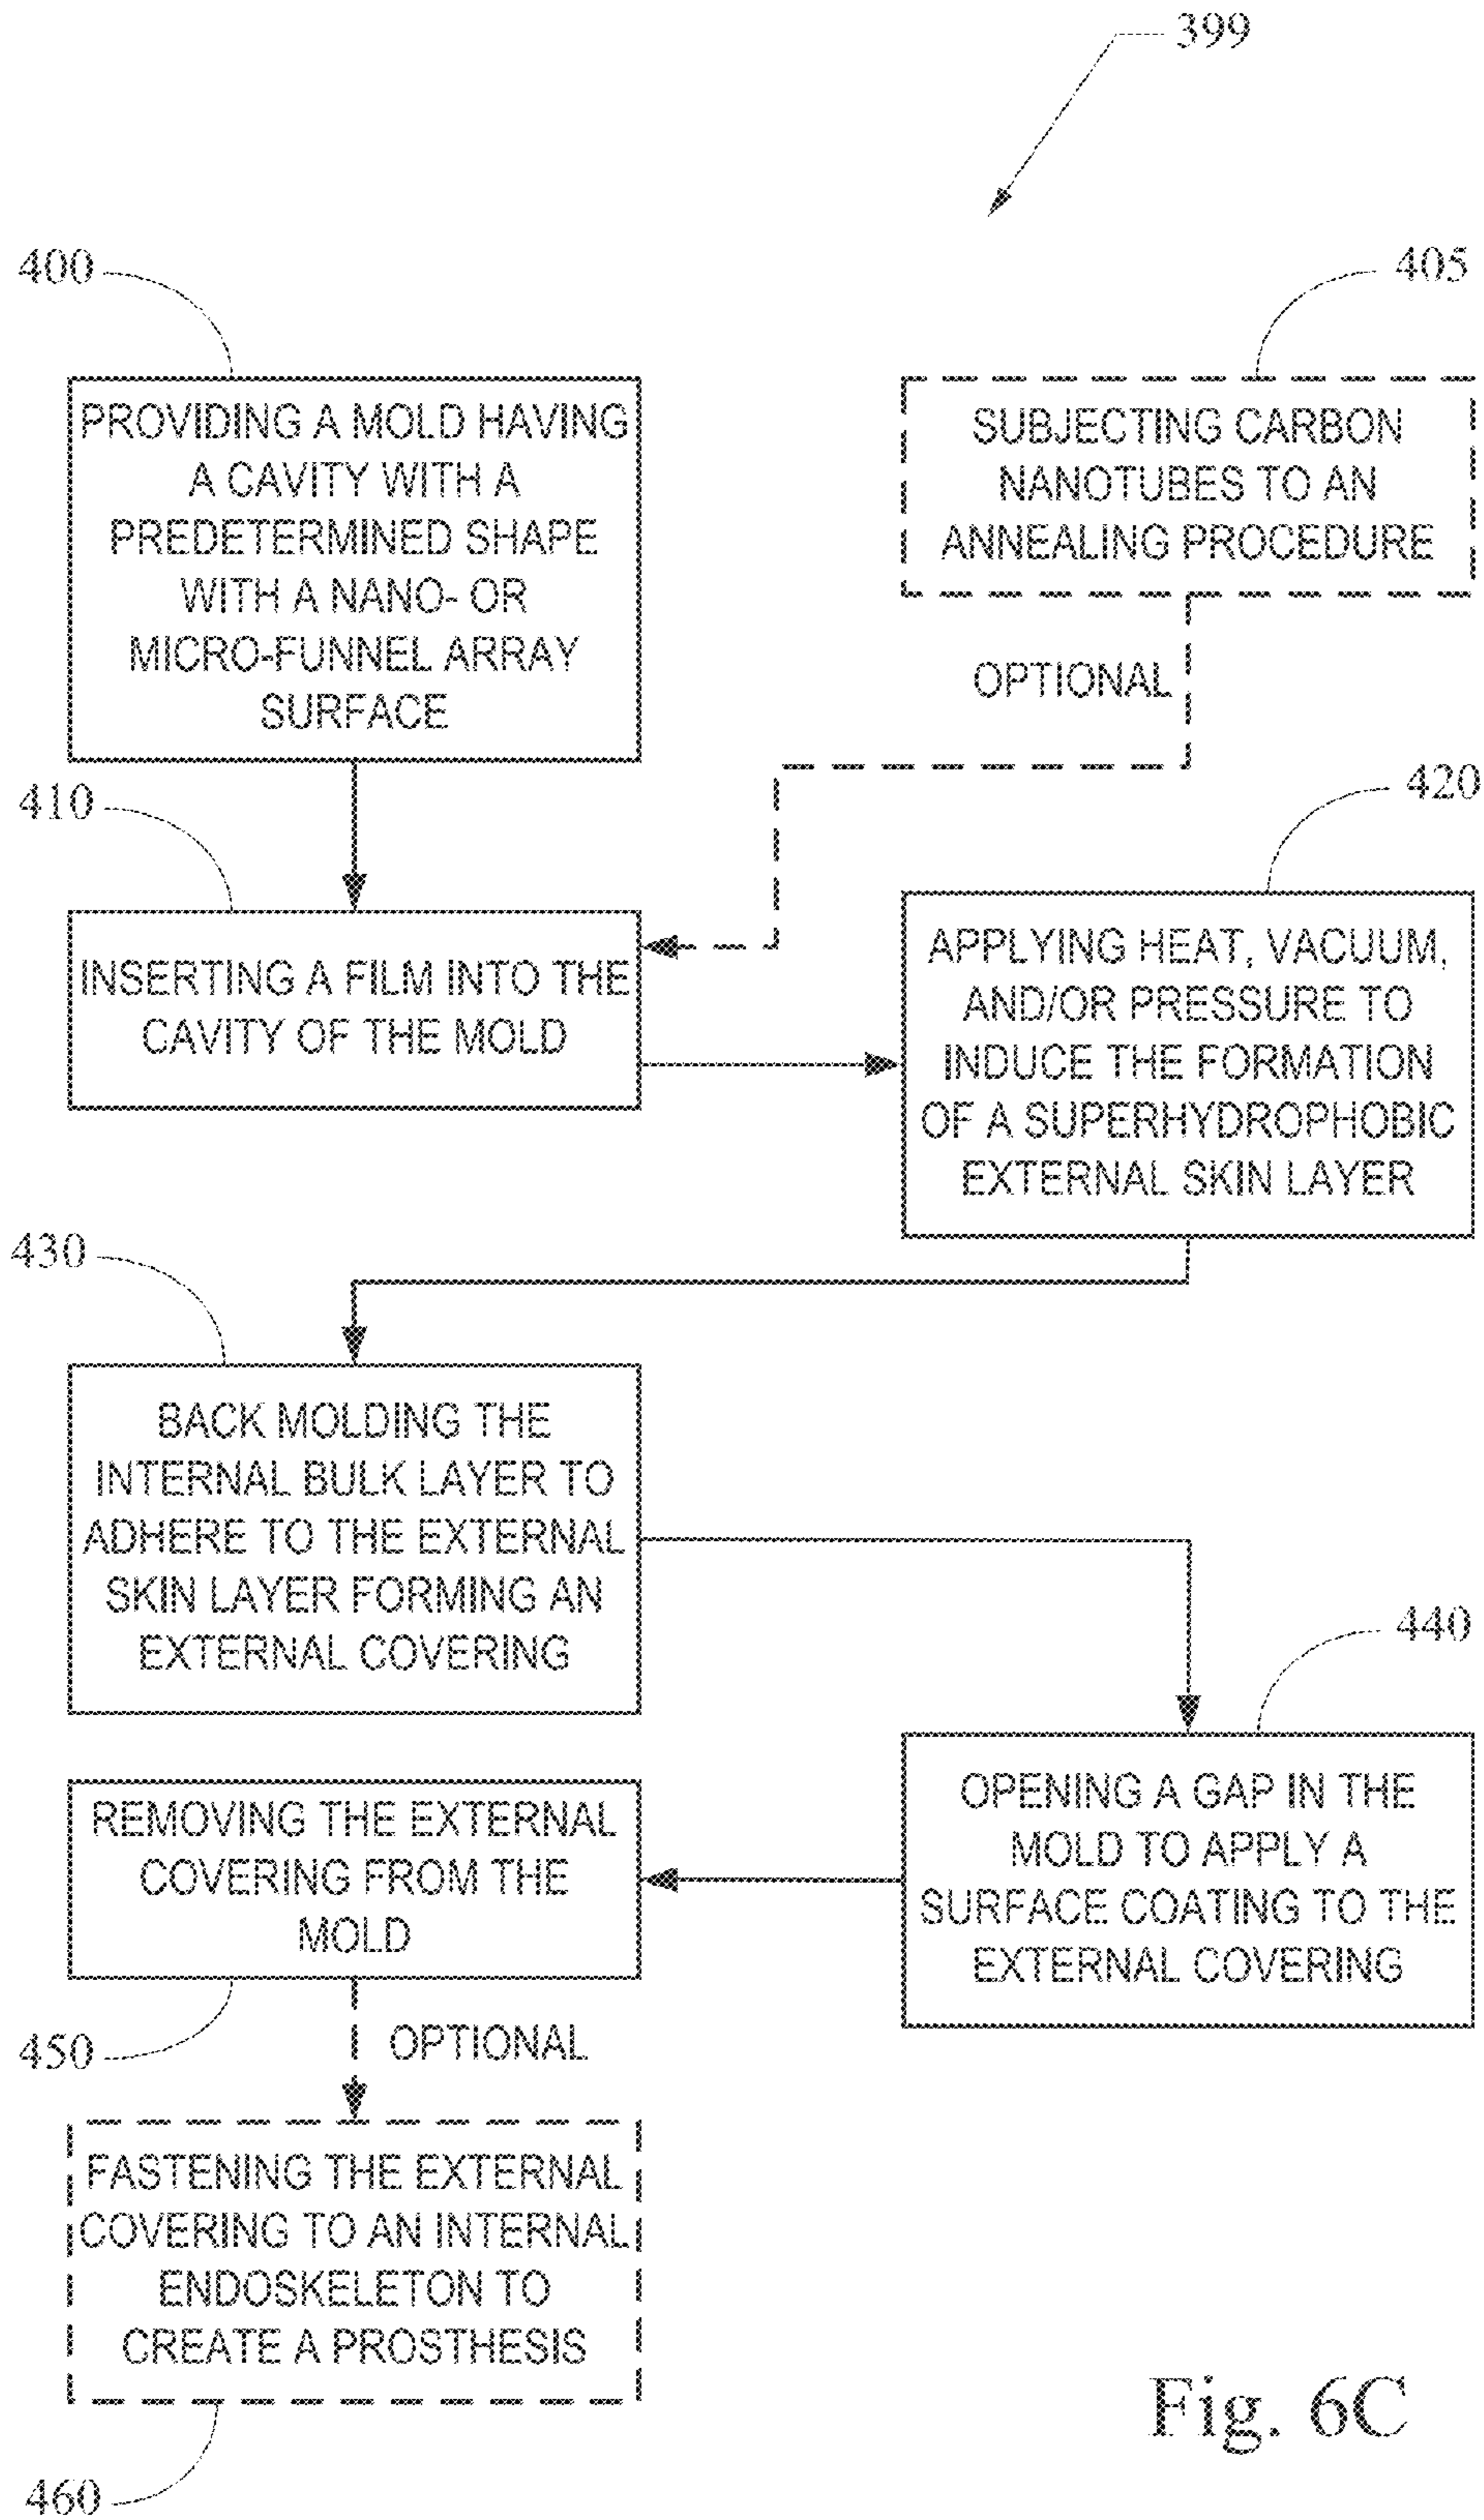 399
400
PROVIDING A MOLD HAVING
A CAVITY WITH A
PREDETERMINED SHAPE
WITH A NANO- OR
MICRO-FUNNEL ARRAY
SURFACE
405
SUBJECTING CARBON
NANOTUBES TO AN
ANNEALING PROCEDURE
OPTIONAL
410
INSERTING A FILM INTO THE
CAVITY OF THE MOLD
420
APPLYING HEAT, VACUUM,
AND/OR PRESSURE TO
INDUCE THE FORMATION
OF A SUPERHYDROPHOBIC
EXTERNAL SKIN LAYER
430
BACK MOLDING THE
INTERNAL BULK LAYER TO
ADHERE TO THE EXTERNAL
SKIN LAYER FORMING AN
EXTERNAL COVERING
440
OPENING A GAP IN THE
MOLD TO APPLY A
SURFACE COATING TO THE
EXTERNAL COVERING
REMOVING THE EXTERNAL
COVERING FROM THE
MOLD
450
OPTIONAL
FASTENING THE EXTERNAL
COVERING TO AN INTERNAL
ENDOSKELETON TO
CREATE A PROSTHESIS
460
Fig. 6C